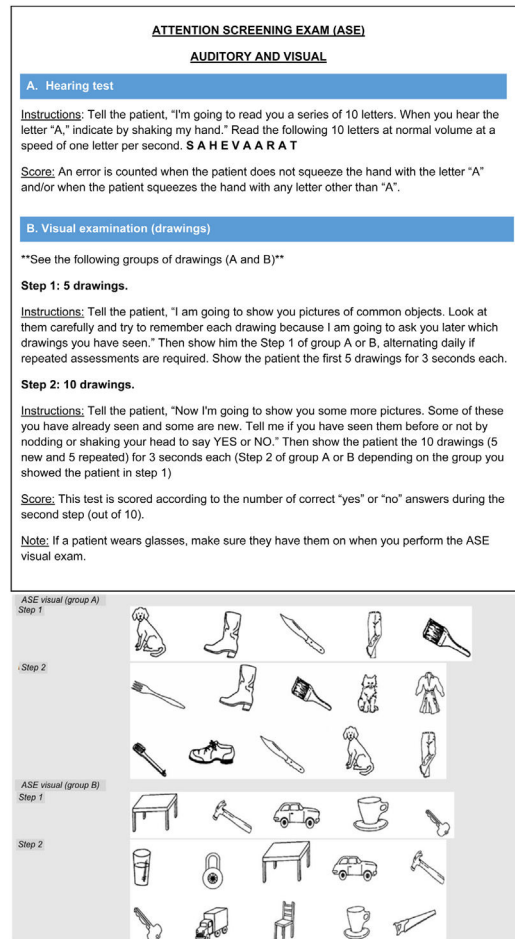 ATTENTION SCREENING EXAM (ASE)
AUDITORY AND VISUAL
A. Hearing test
Instructions: Tell the patient, “I'm going to read you a series of 10 letters. When you hear the
letter “A,” indicate by shaking my hand.” Read the following 10 letters at normal volume at a
speed of one letter per second. S A H E V A A R A T
Score: An error is counted when the patient does not squeeze the hand with the letter “A”
and/or when the patient squeezes the hand with any letter other than “A”.
B. Visual examination (drawings)
**See the following groups of drawings (A and B)**
Step 1: 5 drawings.
Instructions: Tell the patient, “I am going to show you pictures of common objects. Look at
them carefully and try to remember each drawing because I am going to ask you later which
drawings you have seen.” Then show him the Step 1 of group A or B, alternating daily if
repeated assessments are required. Show the patient the first 5 drawings for 3 seconds each.
Step 2: 10 drawings.
Instructions: Tell the patient, “Now I'm going to show you some more pictures. Some of these
you have already seen and some are new. Tell me if you have seen them before or not by
nodding or shaking your head to say YES or NO.” Then show the patient the 10 drawings (5
new and 5 repeated) for 3 seconds each (Step 2 of group A or B depending on the group you
showed the patient in step 1)
Score: This test is scored according to the number of correct “yes” or “no” answers during the
second step (out of 10).
Note: If a patient wears glasses, make sure they have them on when you perform the ASE
visual exam.
ASE visual (group A)
Step 1
Step 2
ASE visual (group B)
Step 1
Step 2